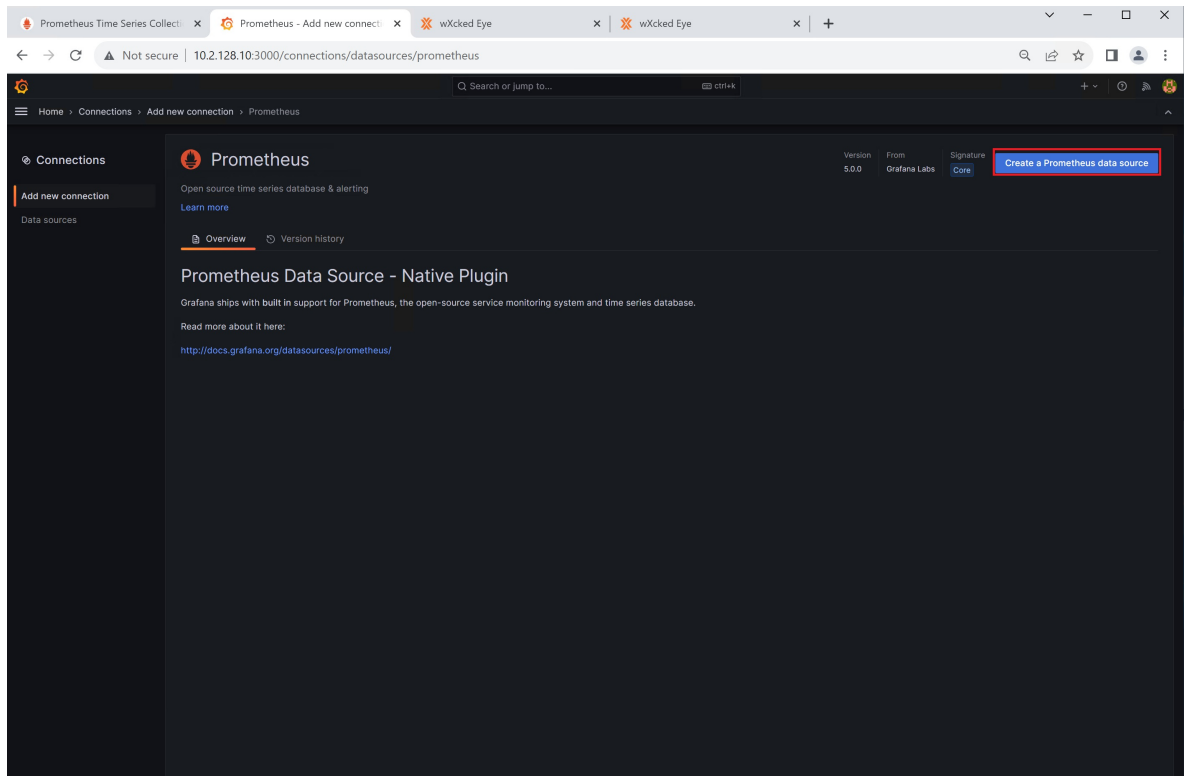 Prometheus Time Series Collecti
Prometheus - Add new connecti
wXcked Eye
wXcked Eye
Not secure | 10.2.128.10:3000/connections/datasources/prometheus
Search or jump to...
ctrl+k
Home › Connections › Add new connection › Prometheus
Connections
Add new connection
Data sources
Prometheus
Open source time series database & alerting
Learn more
Version
5.0.0
From
Grafana Labs
Signature
Core
Create a Prometheus data source
Overview
Version history
Prometheus Data Source - Native Plugin
Grafana ships with built in support for Prometheus, the open-source service monitoring system and time series database.
Read more about it here:
http://docs.grafana.org/datasources/prometheus/